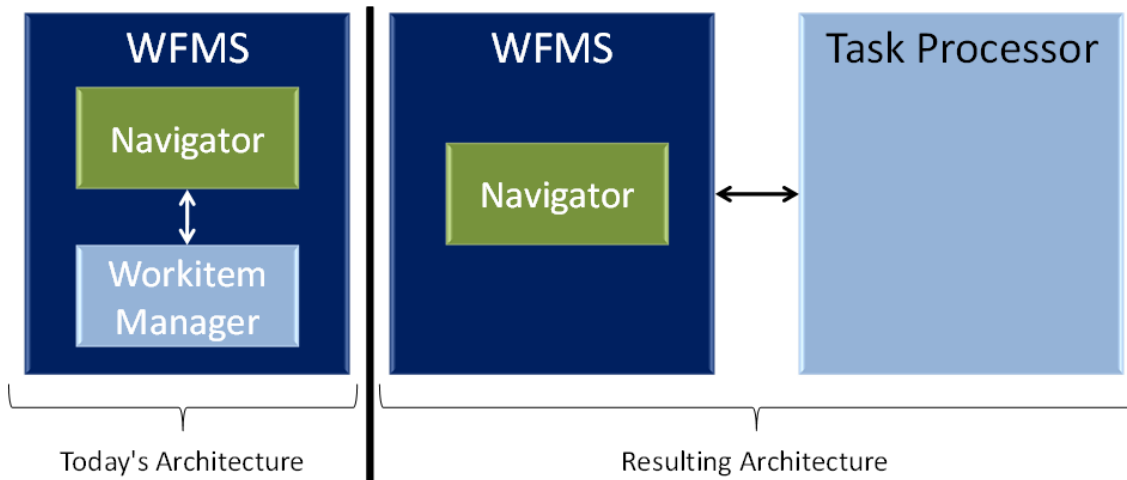 WFMS
Navigator
Workitem
Manager
Today's Architecture
WFMS
Navigator
Task Processor
Resulting Architecture